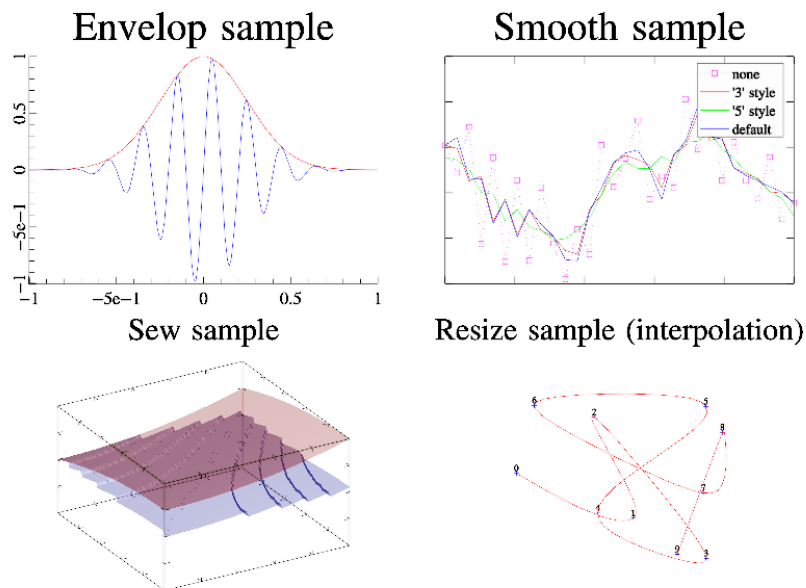 Envelop sample
1
0.5
0
−5e−1
−1
−1
−5e−1
0
0.5
1
Smooth sample
none
'3' style
'5' style
default
Sew sample
Resize sample (interpolation)
6
5
2
8
0
7
4
1
9
3